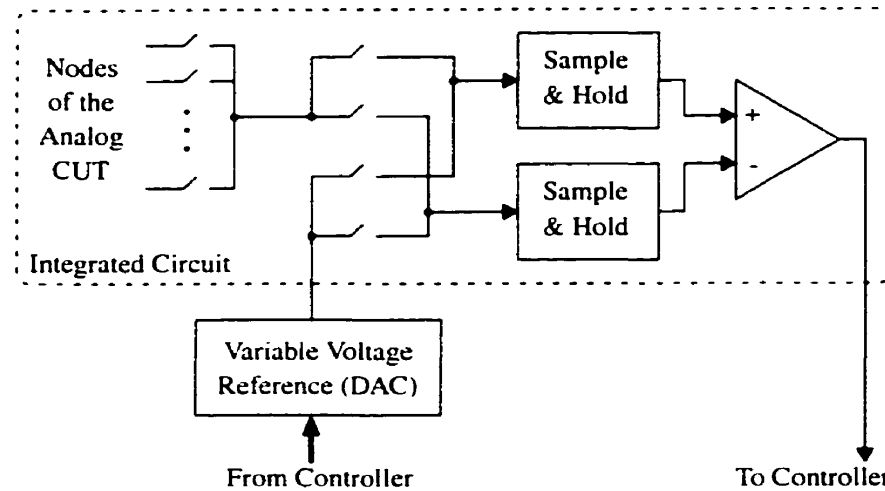 Nodes
of the
Analog
CUT
Sample
& Hold
+
-
Sample
& Hold
Integrated Circuit
Variable Voltage
Reference (DAC)
From Controller
To Controller